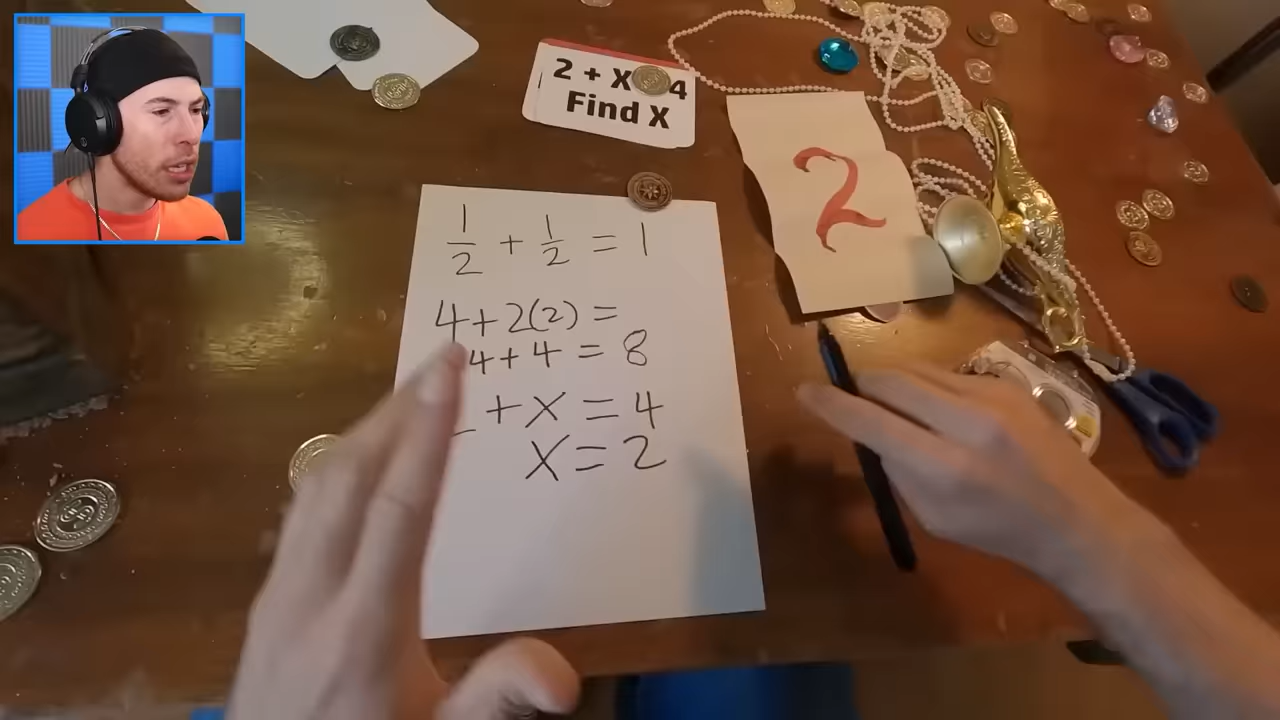 2 + X 4
Find X
2
1/2 + 1/2 = 1
4+2(2) =
4+4 = 8
+ X = 4
X = 2